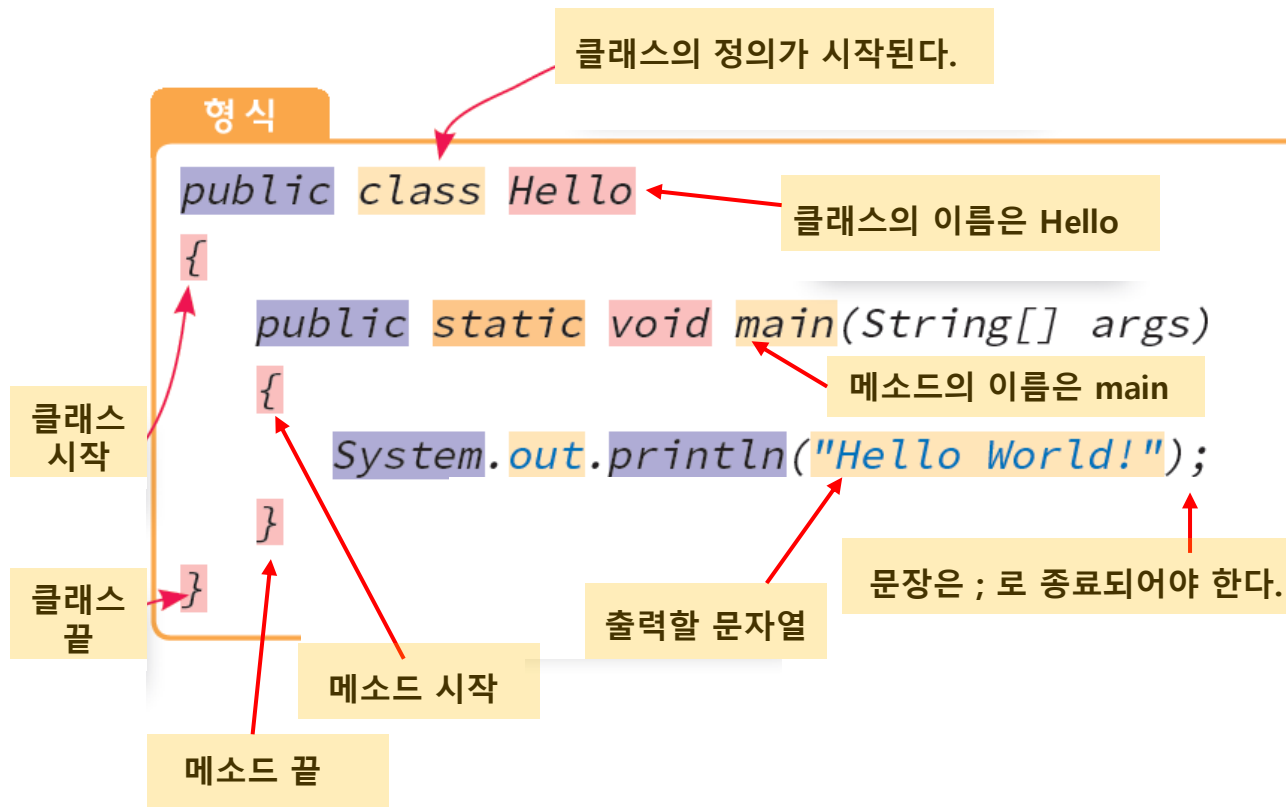 클래스의 정의가 시작된다.
형식
public class Hello
클래스의 이름은 Hello
{
public static void main(String[] args)
메소드의 이름은 main
{
클래스
시작
System.out.println("Hello World!");
}
문장은 ; 로 종료되어야 한다.
}
클래스
끝
출력할 문자열
메소드 시작
메소드 끝